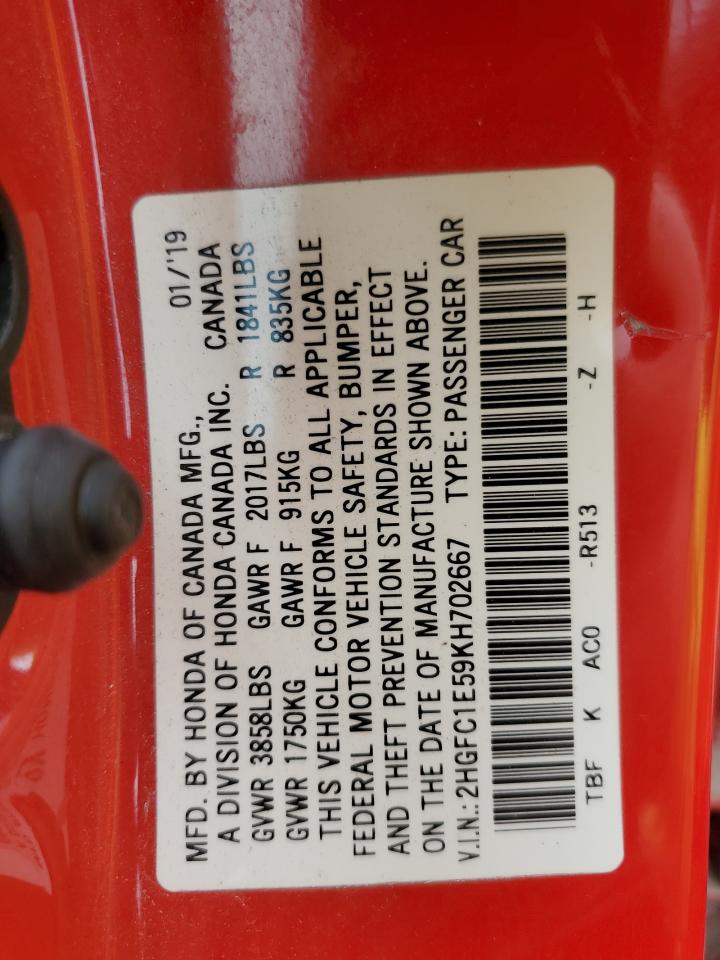 MFD. BY HONDA OF CANADA MFG., 01/'19
A DIVISION OF HONDA CANADA INC. CANADA
GVWR 3858LBS GAWR F 2017LBS R 1841LBS
GVWR 1750KG GAWR F 915KG R 835KG
THIS VEHICLE CONFORMS TO ALL APPLICABLE
FEDERAL MOTOR VEHICLE SAFETY, BUMPER,
AND THEFT PREVENTION STANDARDS IN EFFECT
ON THE DATE OF MANUFACTURE SHOWN ABOVE.
V.I.N.: 2HGFC1E59KH702667 TYPE: PASSENGER CAR
TBF K AC0 -R513 -Z -H